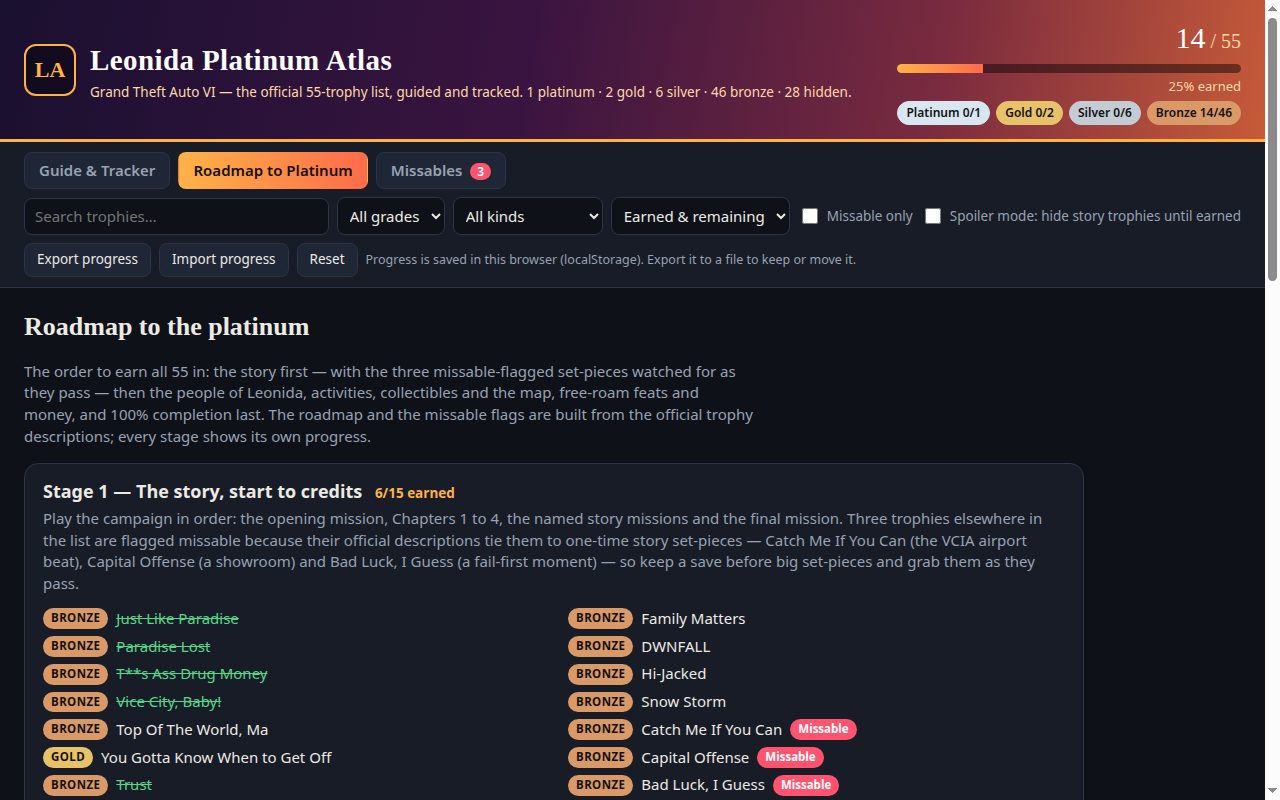 LA
Leonida Platinum Atlas
Grand Theft Auto VI — the official 55-trophy list, guided and tracked. 1 platinum · 2 gold · 6 silver · 46 bronze · 28 hidden.
14 / 55
25% earned
Platinum 0/1 Gold 0/2 Silver 0/6 Bronze 14/46
Guide & Tracker Roadmap to Platinum Missables 3
Search trophies... All grades All kinds Earned & remaining Missable only Spoiler mode: hide story trophies until earned
Export progress Import progress Reset Progress is saved in this browser (localStorage). Export it to a file to keep or move it.
Roadmap to the platinum
The order to earn all 55 in: the story first — with the three missable-flagged set-pieces watched for as
they pass — then the people of Leonida, activities, collectibles and the map, free-roam feats and
money, and 100% completion last. The roadmap and the missable flags are built from the official trophy
descriptions; every stage shows its own progress.
Stage 1 — The story, start to credits 6/15 earned
Play the campaign in order: the opening mission, Chapters 1 to 4, the named story missions and the final mission. Three trophies elsewhere in
the list are flagged missable because their official descriptions tie them to one-time story set-pieces — Catch Me If You Can (the VCIA airport
beat), Capital Offense (a showroom) and Bad Luck, I Guess (a fail-first moment) — so keep a save before big set-pieces and grab them as they
pass.
BRONZE Just Like Paradise
BRONZE Paradise Lost
BRONZE T**s Ass Drug Money
BRONZE Vice City, Baby!
BRONZE Top Of The World, Ma
GOLD You Gotta Know When to Get Off
BRONZE Trust
BRONZE Family Matters
BRONZE DWNFALL
BRONZE Hi-Jacked
BRONZE Snow Storm
BRONZE Catch Me If You Can Missable
BRONZE Capital Offense Missable
BRONZE Bad Luck, I Guess Missable